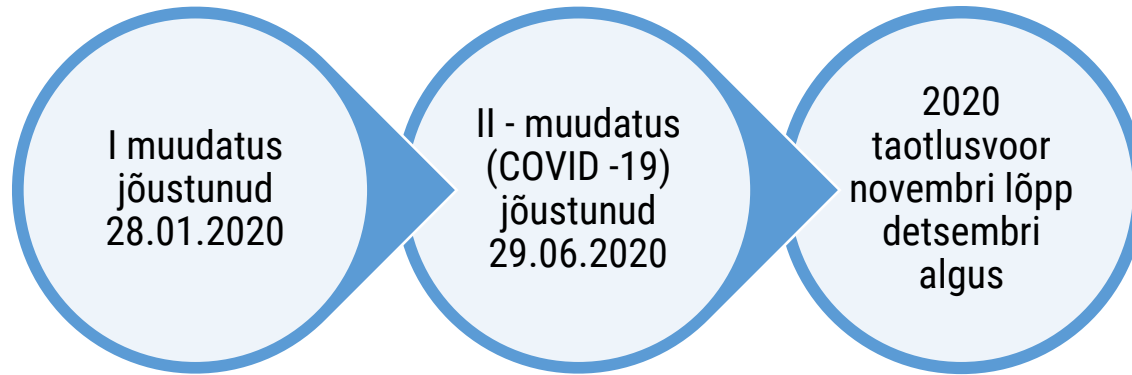 I muudatus
jõustunud
28.01.2020
II - muudatus
(COVID -19)
jõustunud
29.06.2020
2020
taotlusvoor
novembri lõpp
detsembri
algus